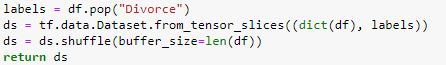 labels = df.pop("Divorce")
ds = tf.data.Dataset.from_tensor_slices((dict(df), labels))
ds = ds.shuffle(buffer_size=len(df))
return ds